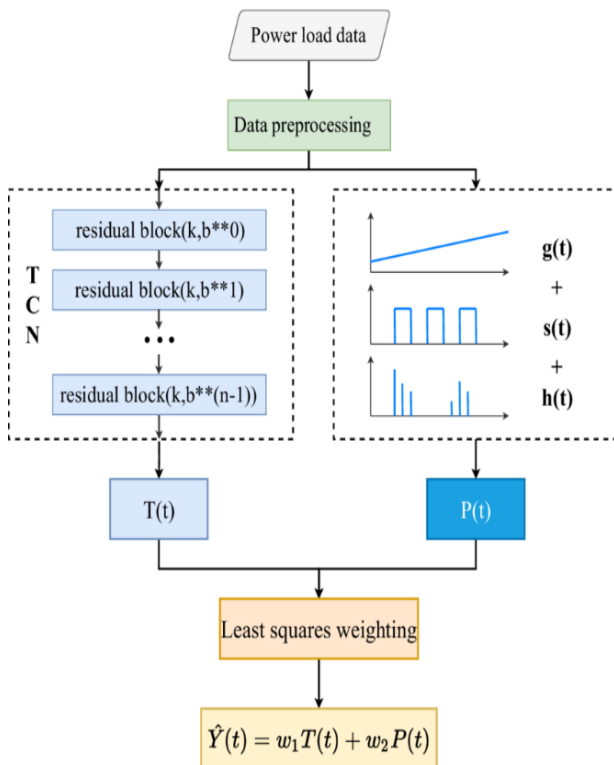 Power load data
Data preprocessing
T
C
N
residual block(k,b**0)
residual block(k,b**1)
•••
residual block(k,b**(n-1))
g(t)
+
s(t)
+
h(t)
T(t)
P(t)
Least squares weighting
Ŷ(t) = w₁T(t) + w₂P(t)